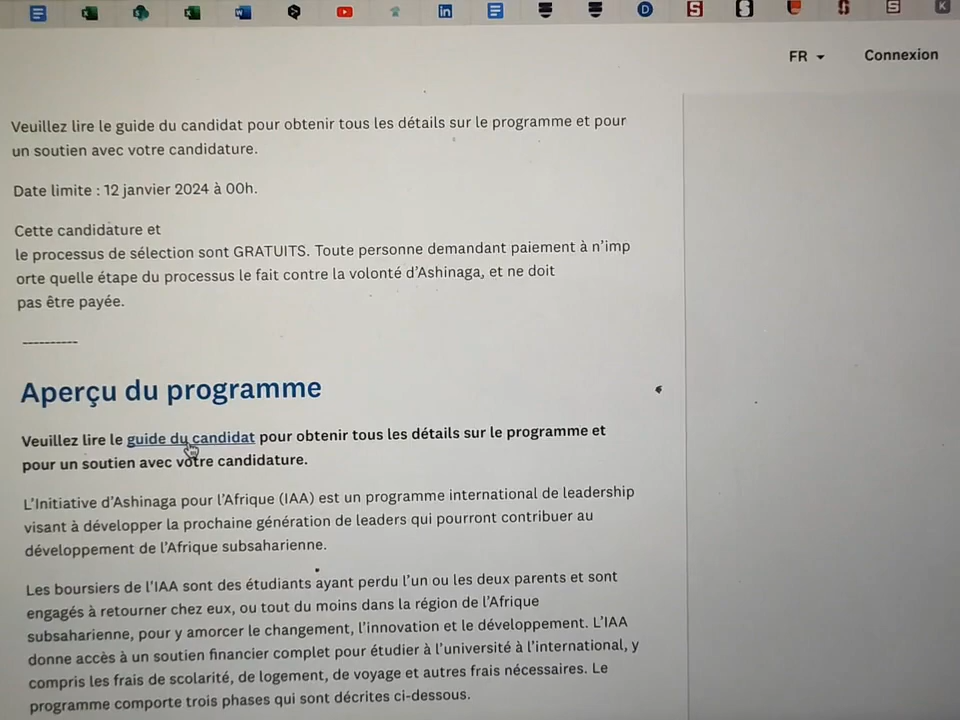 FR
Connexion
Veuillez lire le guide du candidat pour obtenir tous les détails sur le programme et pour
un soutien avec votre candidature.
Date limite : 12 janvier 2024 à 00h.
Cette candidature et
le processus de sélection sont GRATUITS. Toute personne demandant paiement à n'imp
orte quelle étape du processus le fait contre la volonté d'Ashinaga, et ne doit
pas être payée.
----------
Aperçu du programme
Veuillez lire le guide du candidat pour obtenir tous les détails sur le programme et
pour un soutien avec votre candidature.
L'Initiative d'Ashinaga pour l'Afrique (IAA) est un programme international de leadership
visant à développer la prochaine génération de leaders qui pourront contribuer au
développement de l'Afrique subsaharienne.
Les boursiers de l'IAA sont des étudiants ayant perdu l'un ou les deux parents et sont
engagés à retourner chez eux, ou tout du moins dans la région de l'Afrique
subsaharienne, pour y amorcer le changement, l'innovation et le développement. L'IAA
donne accès à un soutien financier complet pour étudier à l'université à l'international, y
compris les frais de scolarité, de logement, de voyage et autres frais nécessaires. Le
programme comporte trois phases qui sont décrites ci-dessous.